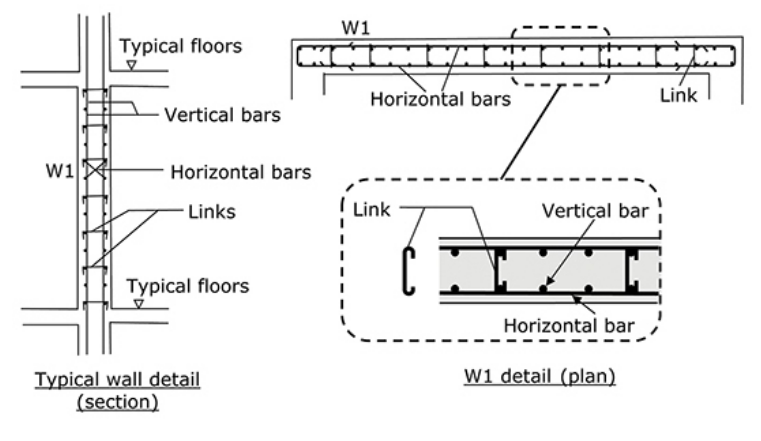 Typical floors
Vertical bars
W1
Horizontal bars
Links
Typical floors
Typical wall detail
(section)
W1
Horizontal bars
Link
Link
Vertical bar
Horizontal bar
W1 detail (plan)